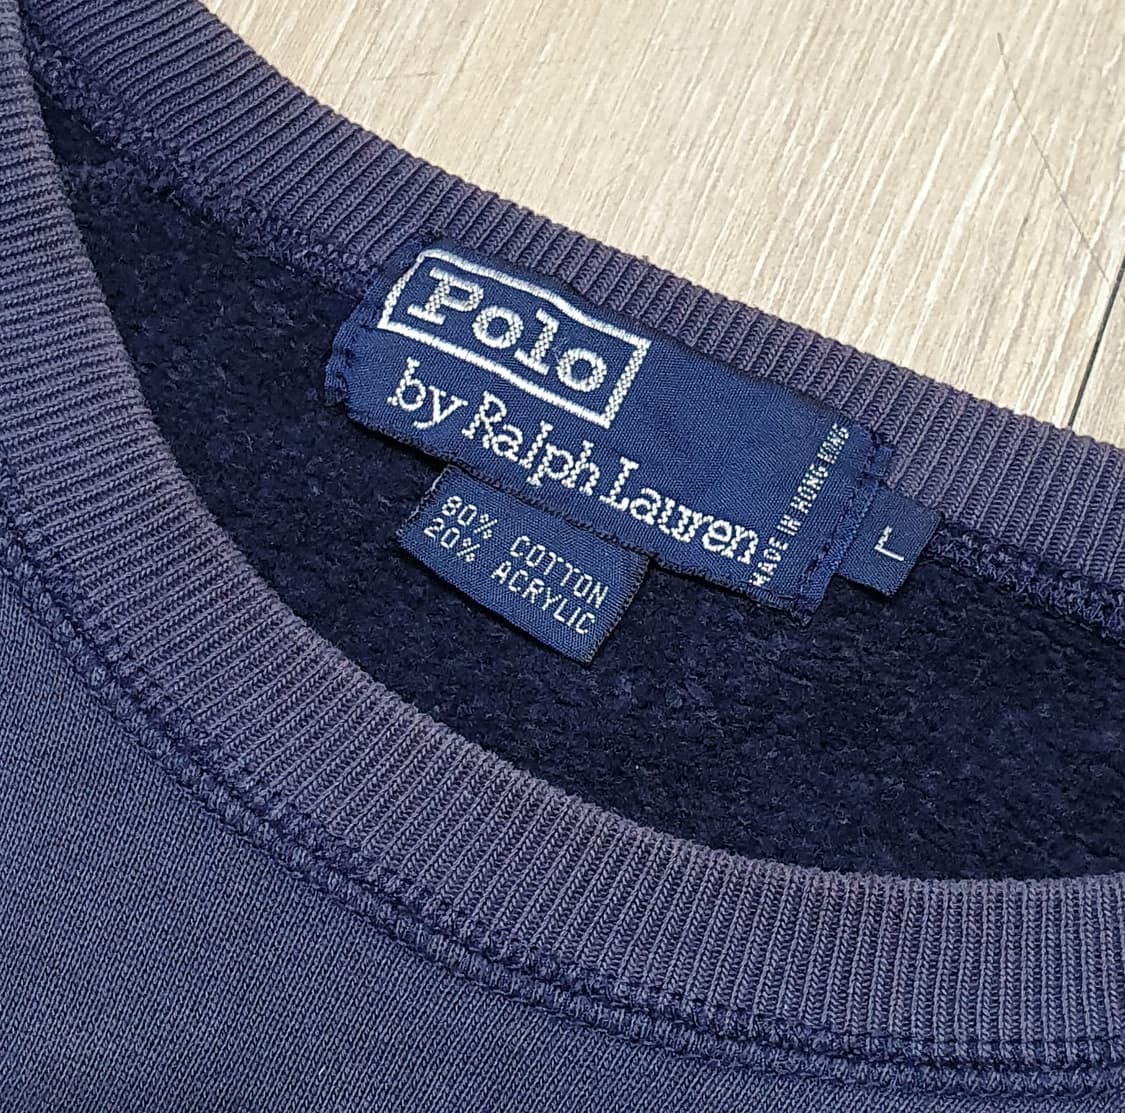 Polo
by Ralph Lauren
MADE IN HONG KONG
L
80% COTTON
20% ACRYLIC